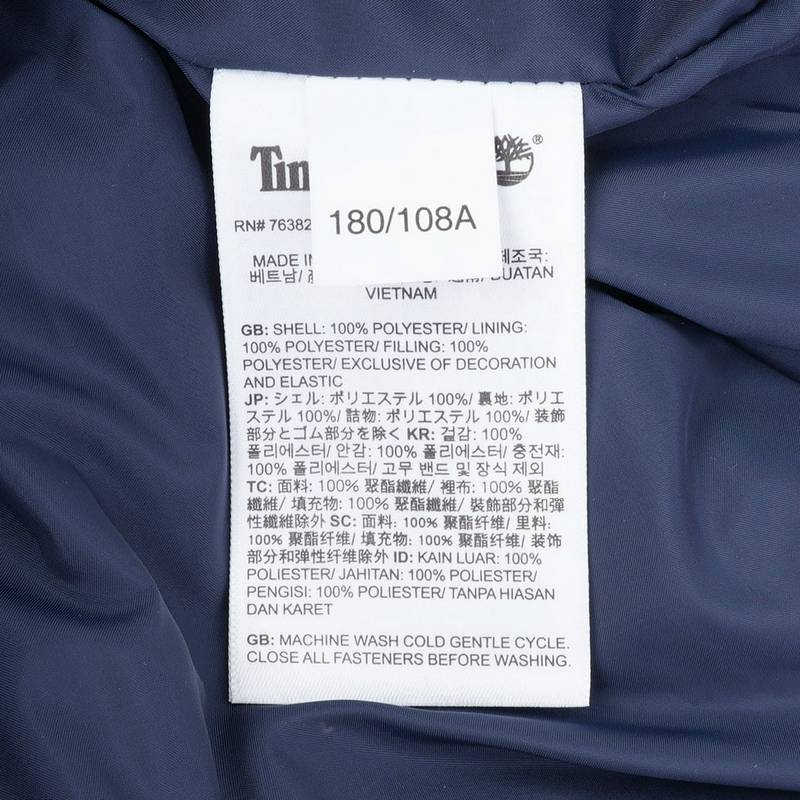 Tim
®
RN# 76382
180/108A
MADE IN 제조국:
베트남/ BUATAN
VIETNAM
GB: SHELL: 100% POLYESTER/ LINING:
100% POLYESTER/ FILLING: 100%
POLYESTER/ EXCLUSIVE OF DECORATION
AND ELASTIC
JP: シェル: ポリエステル 100%/ 裏地: ポリエ
ステル 100%/ 詰物: ポリエステル 100%/ 装飾
部分とゴム部分を除く KR: 겉감: 100%
폴리에스터/ 안감: 100% 폴리에스터/ 충전재:
100% 폴리에스터/ 고무 밴드 및 장식 제외
TC: 面料: 100% 聚酯纖維/ 裡布: 100% 聚酯
纖維/ 填充物: 100% 聚酯纖維/ 裝飾部分和彈
性纖維除外 SC: 面料: 100% 聚酯纤维/ 里料:
100% 聚酯纤维/ 填充物: 100% 聚酯纤维/ 装饰
部分和弹性纤维除外 ID: KAIN LUAR: 100%
POLIESTER/ JAHITAN: 100% POLIESTER/
PENGISI: 100% POLIESTER/ TANPA HIASAN
DAN KARET
GB: MACHINE WASH COLD GENTLE CYCLE.
CLOSE ALL FASTENERS BEFORE WASHING.